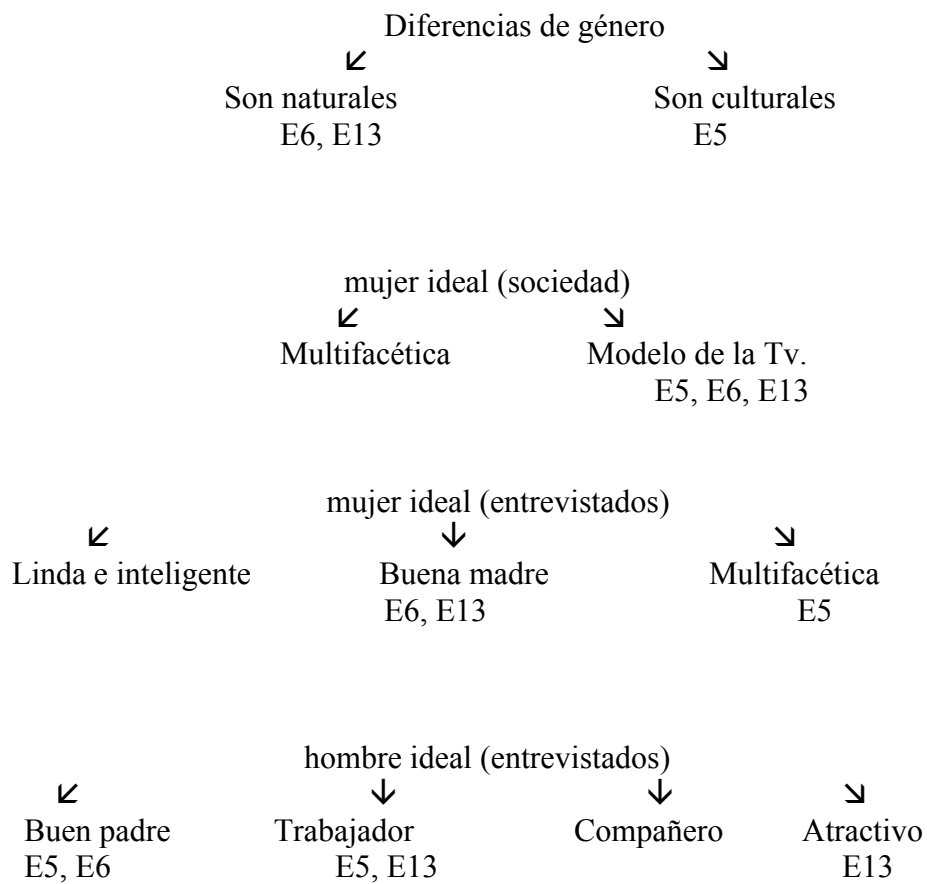 Diferencias de género
Son naturales Son culturales
E6, E13 E5
mujer ideal (sociedad)
Multifacética Modelo de la Tv.
E5, E6, E13
mujer ideal (entrevistados)
Linda e inteligente Buena madre Multifacética
E6, E13 E5
hombre ideal (entrevistados)
Buen padre Trabajador Compañero Atractivo
E5, E6 E5, E13 E13